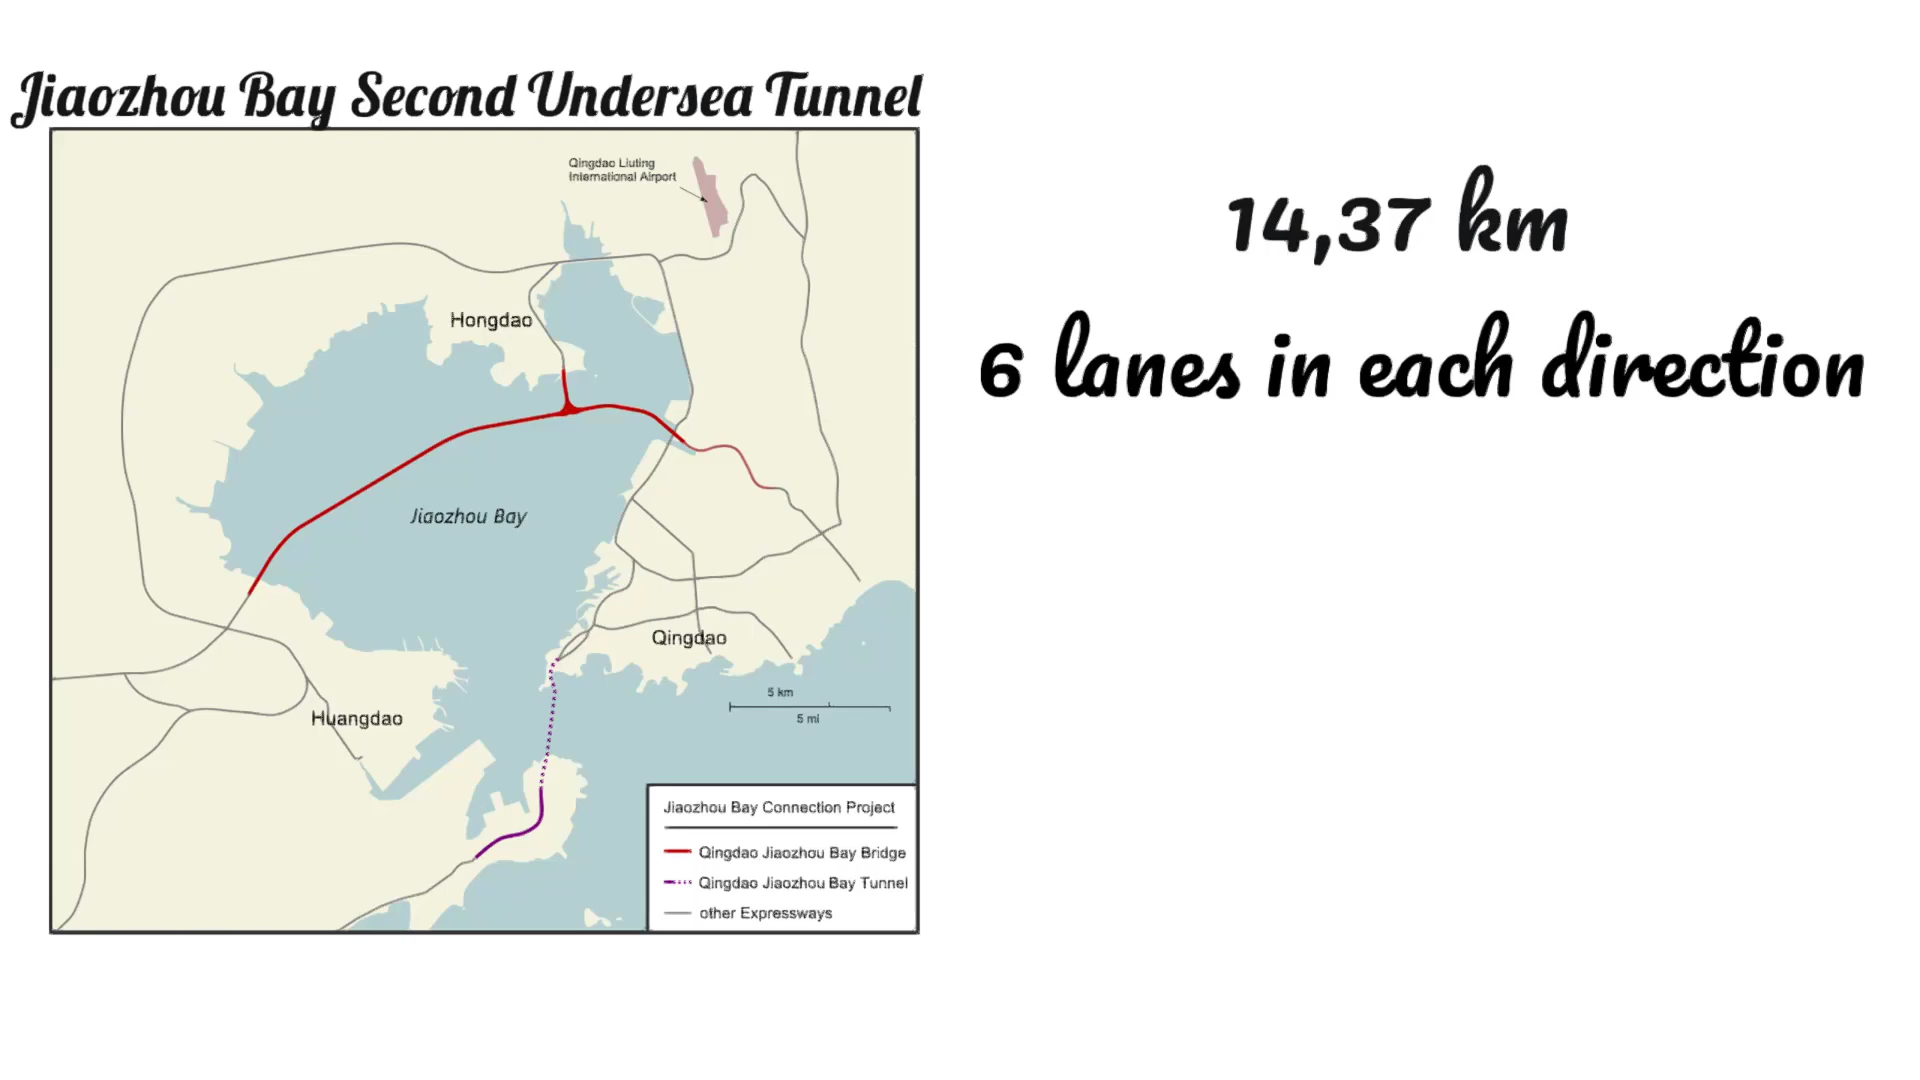 Jiaozhou Bay Second Undersea Tunnel
Qingdao Liuting
International Airport
Hongdao
Jiaozhou Bay
Qingdao
5 km
5 mi
Huangdao
Jiaozhou Bay Connection Project
Qingdao Jiaozhou Bay Bridge
Qingdao Jiaozhou Bay Tunnel
other Expressways
14,37 km
6 lanes in each direction